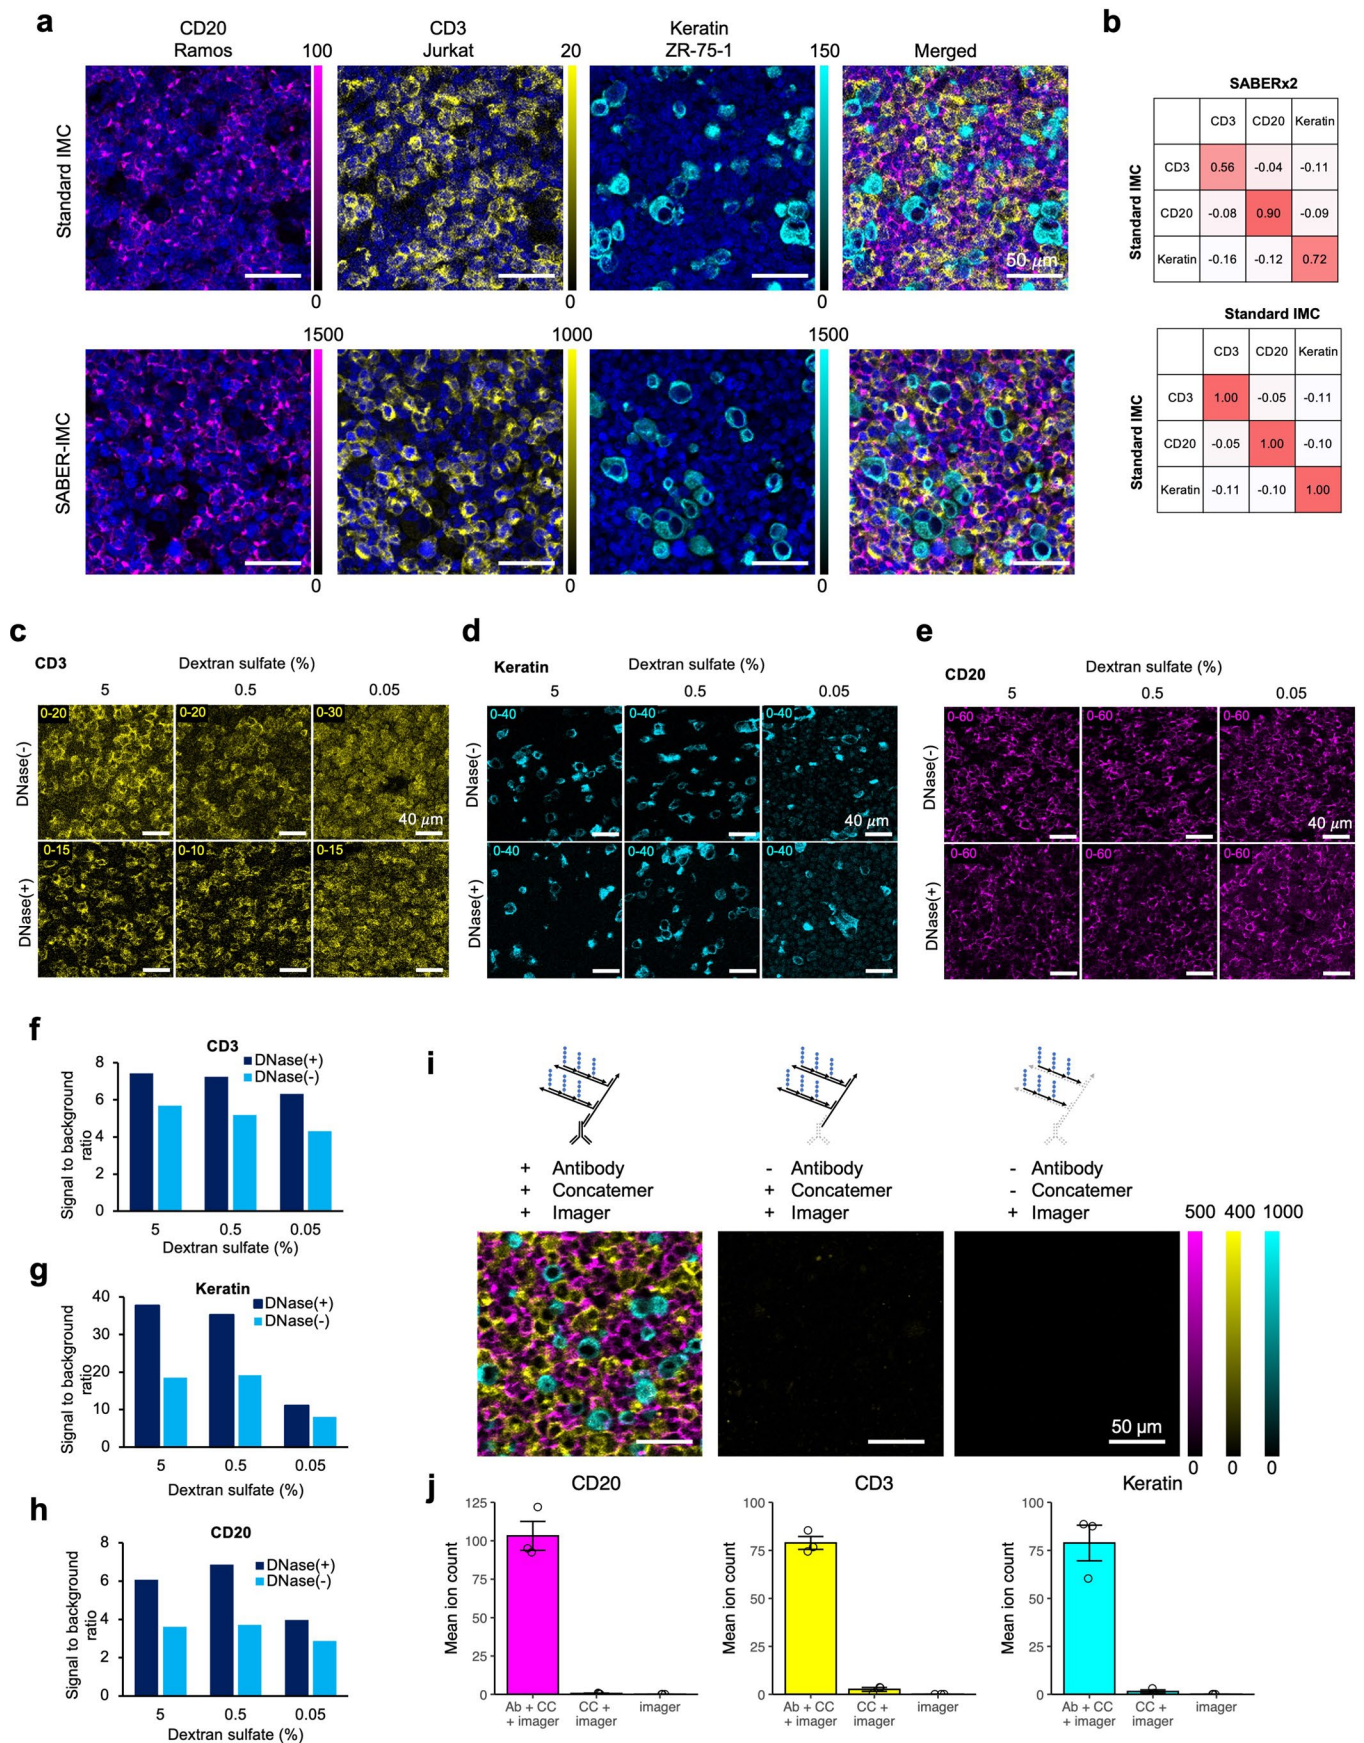 a
CD20
Ramos
100
CD3
Jurkat
20
Keratin
ZR-75-1
150
Merged
Standard IMC
50 μm
0
0
0
1500
1000
1500
SABER-IMC
0
0
0
b
SABERx2
CD3 CD20 Keratin
Standard IMC
CD3 0.56 -0.04 -0.11
CD20 -0.08 0.90 -0.09
Keratin -0.16 -0.12 0.72
Standard IMC
CD3 CD20 Keratin
Standard IMC
CD3 1.00 -0.05 -0.11
CD20 -0.05 1.00 -0.10
Keratin -0.11 -0.10 1.00
c
CD3
Dextran sulfate (%)
5 0.5 0.05
DNase(-)
0-20 0-20 0-30
40 μm
DNase(+)
0-15 0-10 0-15
d
Keratin
Dextran sulfate (%)
5 0.5 0.05
DNase(-)
0-40 0-40 0-40
40 μm
DNase(+)
0-40 0-40 0-40
e
CD20
Dextran sulfate (%)
5 0.5 0.05
DNase(-)
0-60 0-60 0-60
40 μm
DNase(+)
0-60 0-60 0-60
f
CD3
DNase(+)
DNase(-)
Signal to background
ratio
8
6
4
2
0
5 0.5 0.05
Dextran sulfate (%)
g
Keratin
DNase(+)
DNase(-)
Signal to background
ratio
40
30
20
10
0
5 0.5 0.05
Dextran sulfate (%)
h
CD20
DNase(+)
DNase(-)
Signal to background
ratio
8
6
4
2
0
5 0.5 0.05
Dextran sulfate (%)
i
+ Antibody
+ Concatemer
+ Imager
- Antibody
+ Concatemer
+ Imager
- Antibody
- Concatemer
+ Imager
500 400 1000
50 μm
0 0 0
j
CD20
Mean ion count
125
100
75
50
25
0
Ab + CC
+ imager
CC +
imager
imager
CD3
Mean ion count
100
75
50
25
0
Ab + CC
+ imager
CC +
imager
imager
Keratin
Mean ion count
100
75
50
25
0
Ab + CC
+ imager
CC +
imager
imager